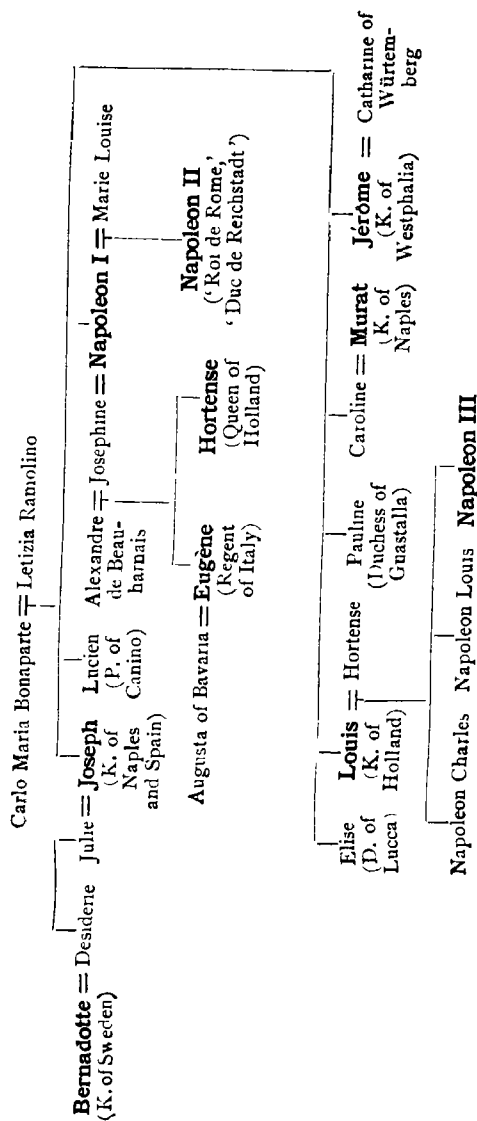 Carlo Maria Bonaparte = Letizia Ramolino
Bernadotte = Desiderie Julie = Joseph Lucien Alexandre = Josephine = Napoleon I = Marie Louise
(K. of Sweden) (K. of (P. of de Beau-
Naples Canino) harnais
and Spain)
Augusta of Bavaria = Eugène Hortense Napoleon II
(Regent (Queen of ('Roi de Rome,'
of Italy) Holland) 'Duc de Reichstadt')
Elise Louis = Hortense Pauline Caroline = Murat Jérôme = Catharine of
(D. of (K. of (Duchess of (K. of (K. of Würtem-
Lucca) Holland) Guastalla) Naples) Westphalia) berg
Napoleon Charles Napoleon Louis Napoleon III